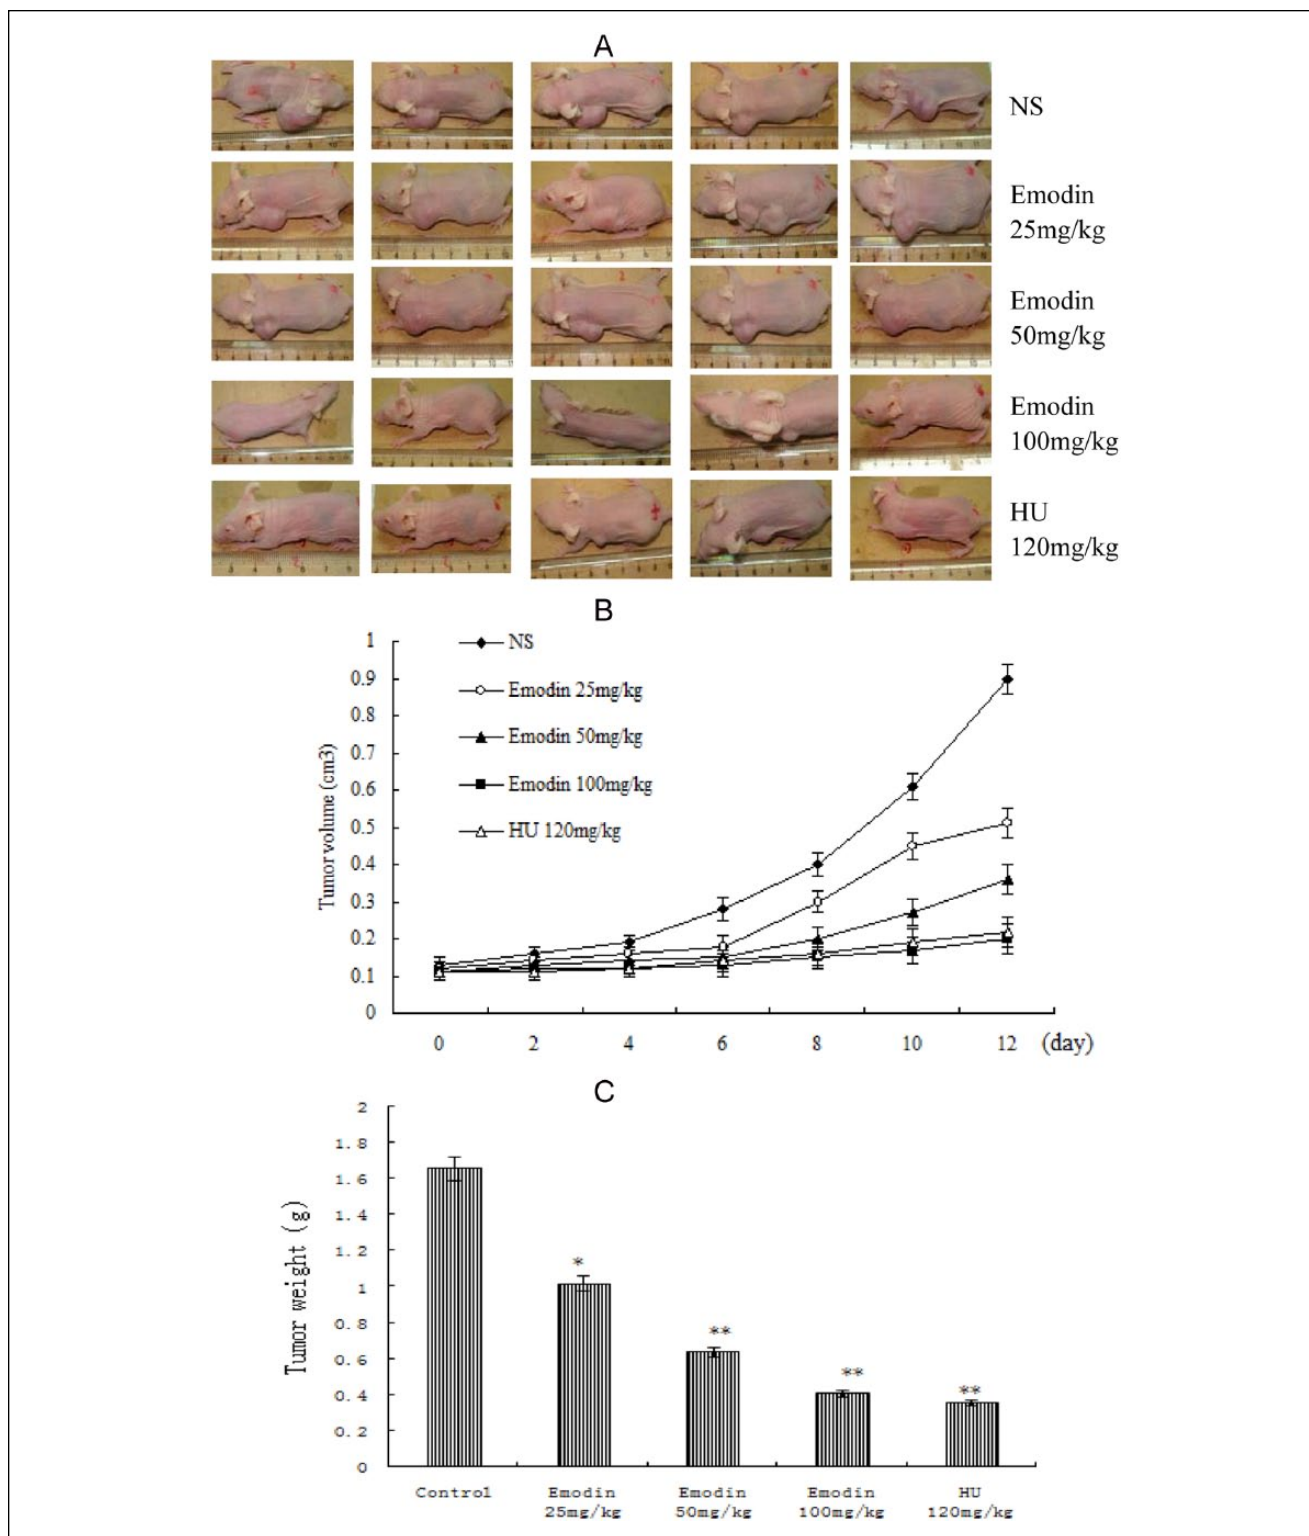 A
NS
Emodin
25mg/kg
Emodin
50mg/kg
Emodin
100mg/kg
HU
120mg/kg
B
1
0.9
0.8
0.7
0.6
0.5
0.4
0.3
0.2
0.1
0
Tumor volume (cm3)
NS
Emodin 25mg/kg
Emodin 50mg/kg
Emodin 100mg/kg
HU 120mg/kg
0 2 4 6 8 10 12 (day)
C
2
1.8
1.6
1.4
1.2
1
0.8
0.6
0.4
0.2
0
Tumor weight (g)
*
**
**
**
Control Emodin Emodin Emodin HU
25mg/kg 50mg/kg 100mg/kg 120mg/kg